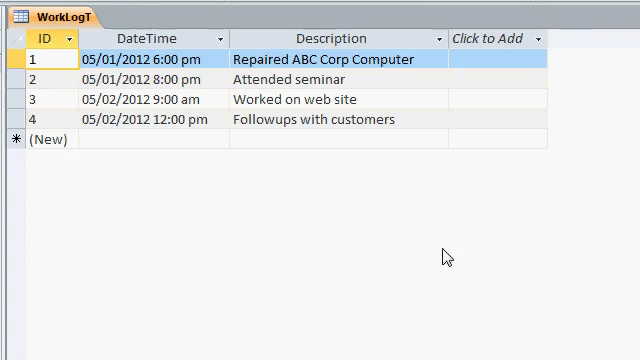 WorkLogT
ID DateTime Description Click to Add
1 05/01/2012 6:00 pm Repaired ABC Corp Computer
2 05/01/2012 8:00 pm Attended seminar
3 05/02/2012 9:00 am Worked on web site
4 05/02/2012 12:00 pm Followups with customers
* (New)